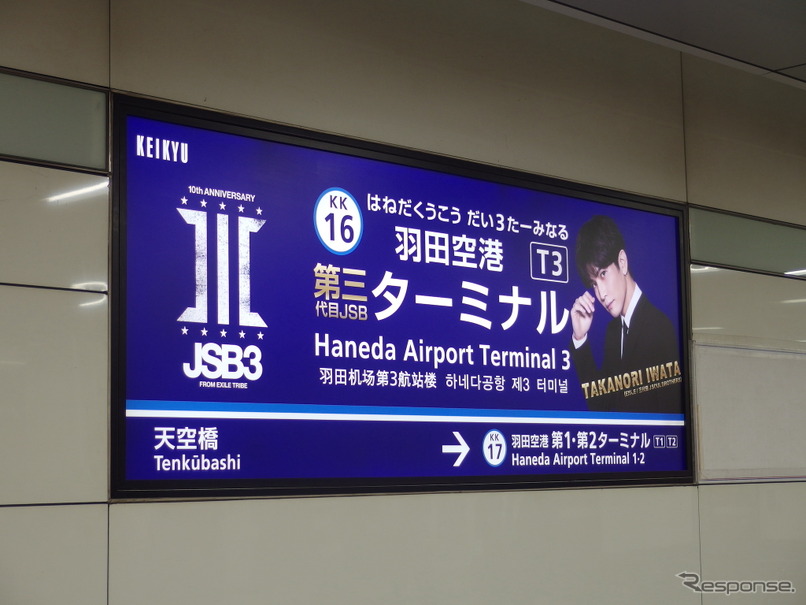 KEIKYU
10th ANNIVERSARY
JSB3
FROM EXILE TRIBE
KK
16
はねだくうこう だい3たーみなる
羽田空港
T3
第三
代目JSB
ターミナル
Haneda Airport Terminal 3
羽田机场第3航站楼 하네다공항 제3 터미널
TAKANORI IWATA
天空橋
Tenkūbashi
KK
17
羽田空港 第1・第2ターミナル T1 T2
Haneda Airport Terminal 1·2
Response.